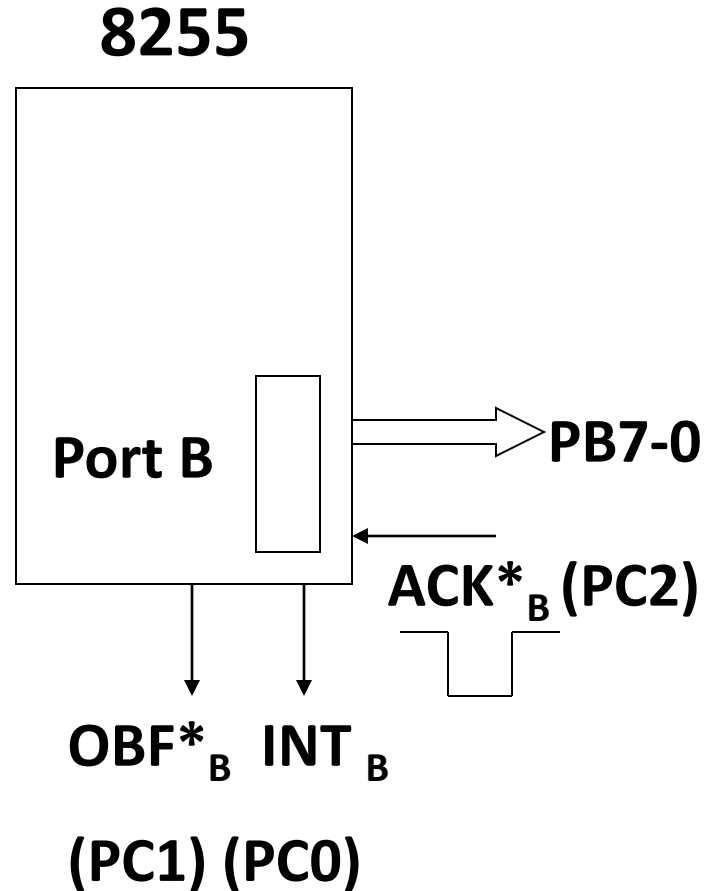 8255
Port B
PB7-0
ACK*B (PC2)
OBF*B INT B
(PC1) (PC0)